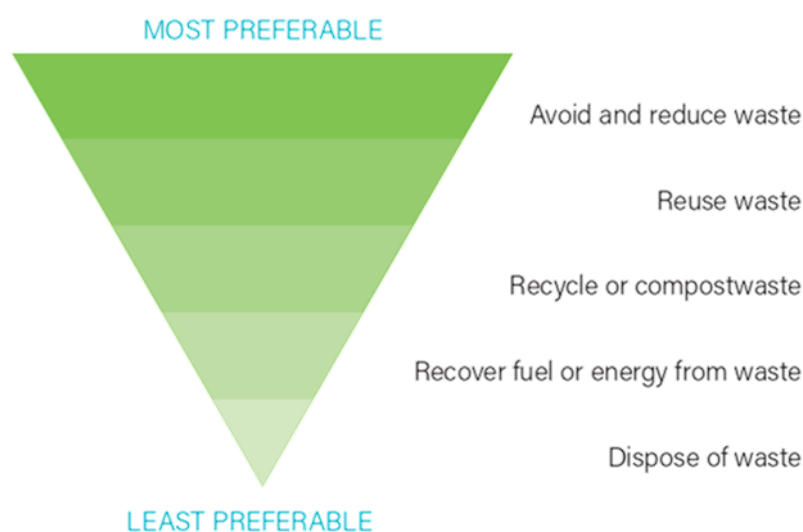 MOST PREFERABLE
Avoid and reduce waste
Reuse waste
Recycle or compostwaste
Recover fuel or energy from waste
Dispose of waste
LEAST PREFERABLE